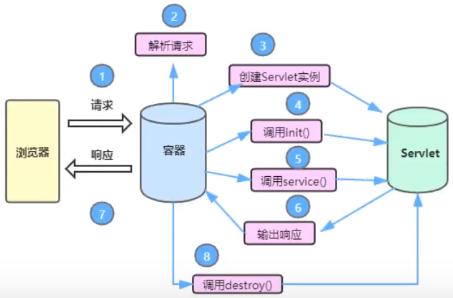 2
解析请求
3
创建Servlet实例
1
请求
4
调用init()
浏览器
容器
Servlet
响应
5
调用service()
6
输出响应
7
8
调用destroy()